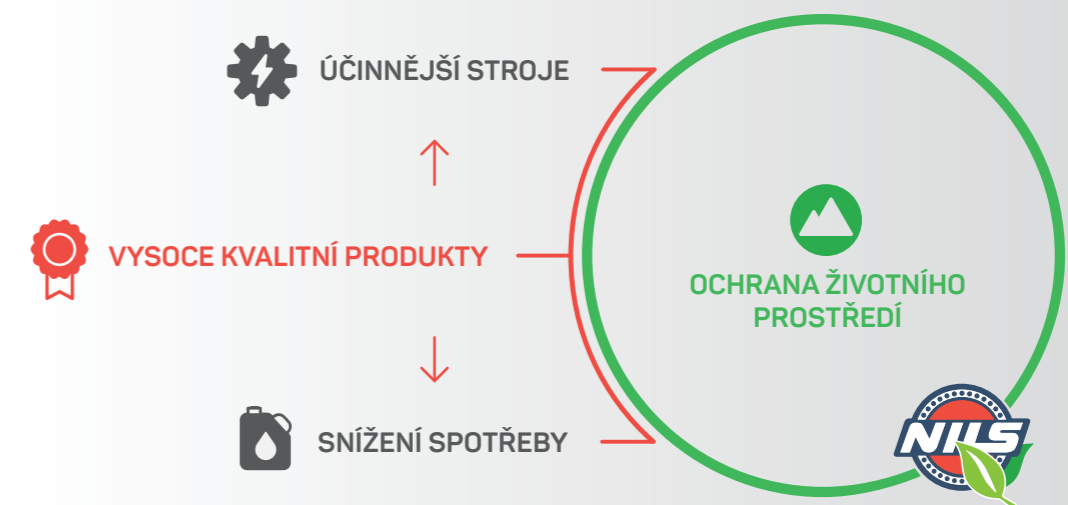 ÚČINNĚJŠÍ STROJE
VYSOCE KVALITNÍ PRODUKTY
OCHRANA ŽIVOTNÍHO
PROSTŘEDÍ
SNÍŽENÍ SPOTŘEBY
NILS